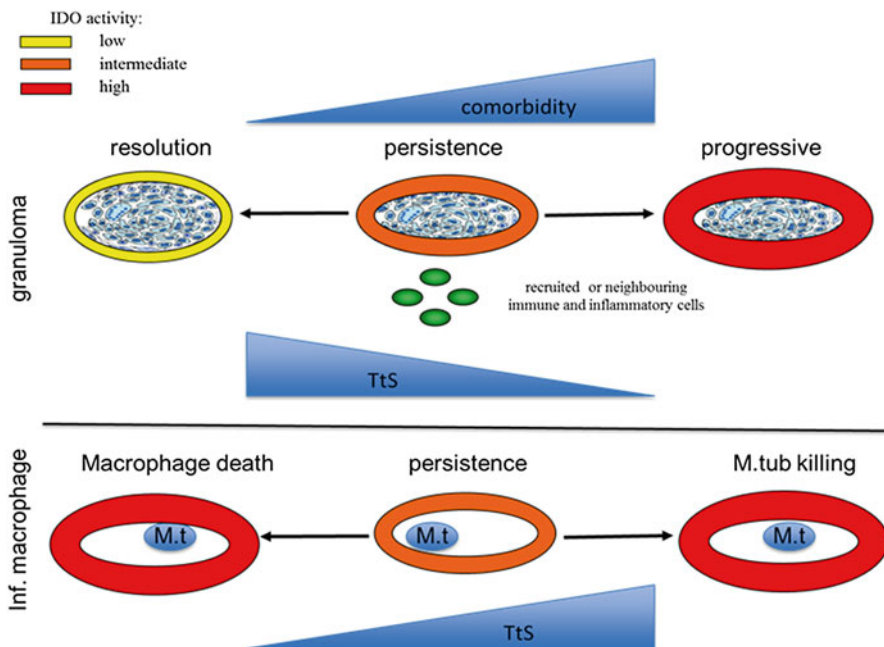 IDO activity:
low
intermediate
high
comorbidity
resolution
persistence
progressive
granuloma
recruited or neighbouring
immune and inflammatory cells
TtS
Macrophage death
persistence
M.tub killing
Inf. macrophage
M.t
M.t
M.t
TtS